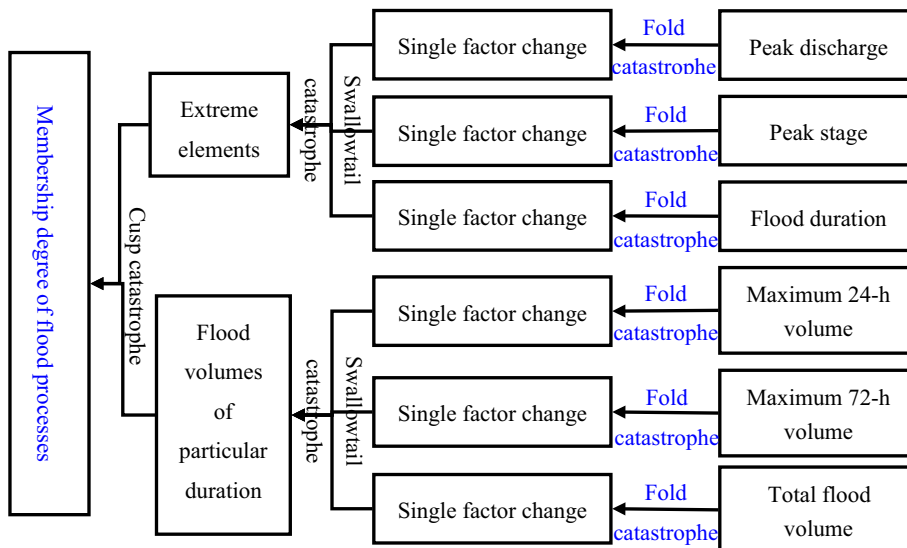 Membership degree of flood processes
Cusp catastrophe
Extreme
elements
Swallowtail
catastrophe
Single factor change
Fold
catastrophe
Peak discharge
Single factor change
Fold
catastrophe
Peak stage
Single factor change
Fold
catastrophe
Flood duration
Flood
volumes
of
particular
duration
Swallowtail
catastrophe
Single factor change
Fold
catastrophe
Maximum 24-h
volume
Single factor change
Fold
catastrophe
Maximum 72-h
volume
Single factor change
Fold
catastrophe
Total flood
volume